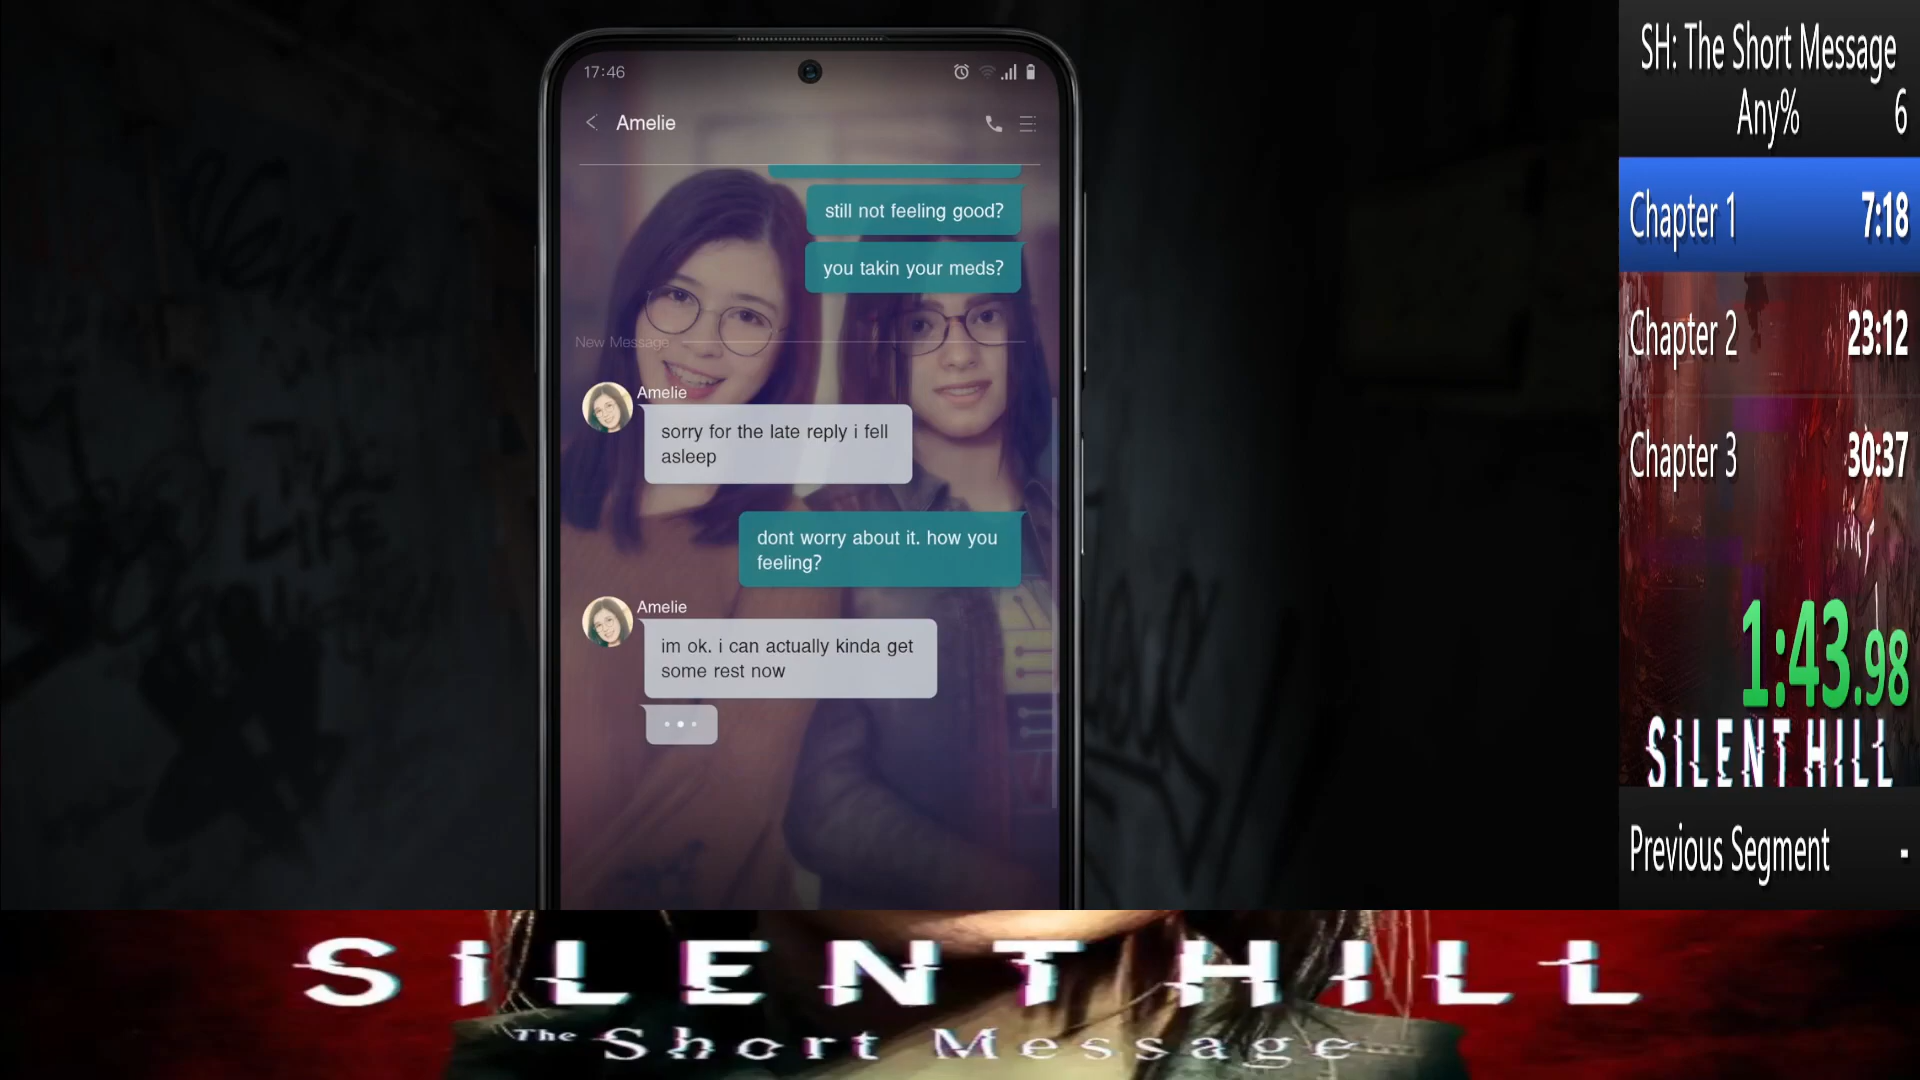 17:46
Amelie
still not feeling good?
you takin your meds?
New Message
Amelie
sorry for the late reply i fell
asleep
dont worry about it. how you
feeling?
Amelie
im ok. i can actually kinda get
some rest now
THE
LIFE
SH: The Short Message
Any% 6
Chapter 1 7:18
Chapter 2 23:12
Chapter 3 30:37
1:43.98
SILENT HILL
Previous Segment -
SILENT HILL
The Short Message